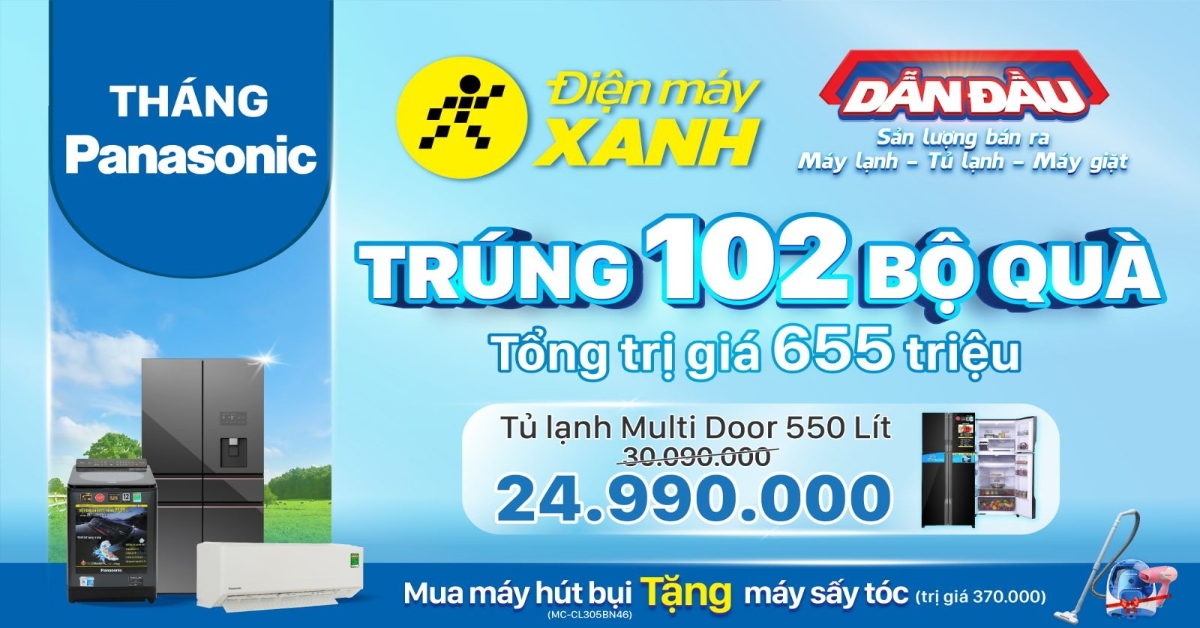 THÁNG
Panasonic
Điện máy
XANH
DẪN ĐẦU
Sản lượng bán ra
Máy lạnh – Tủ lạnh – Máy giặt
TRÚNG 102 BỘ QUÀ
Tổng trị giá 655 triệu
Tủ lạnh Multi Door 550 Lít
30.090.000
24.990.000
Panasonic
Mua máy hút bụi Tặng máy sấy tóc (trị giá 370.000)
(MC-CL305BN46)